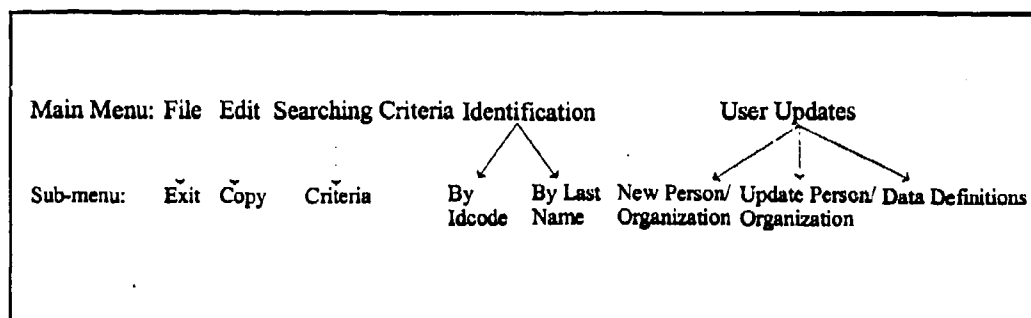 Main Menu: File Edit Searching Criteria Identification User Updates
Sub-menu: Exit Copy Criteria By By Last New Person/ Update Person/ Data Definitions
Idcode Name Organization Organization